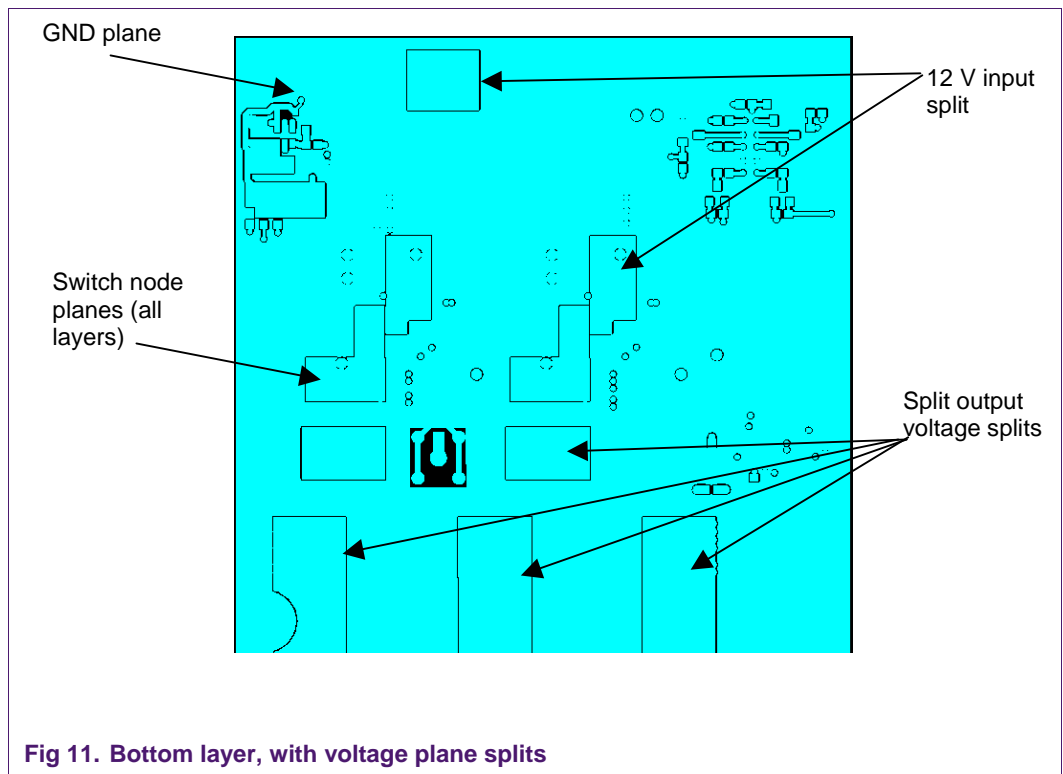 GND plane
12 V input
split
Switch node
planes (all
layers)
Split output
voltage splits
Fig 11. Bottom layer, with voltage plane splits